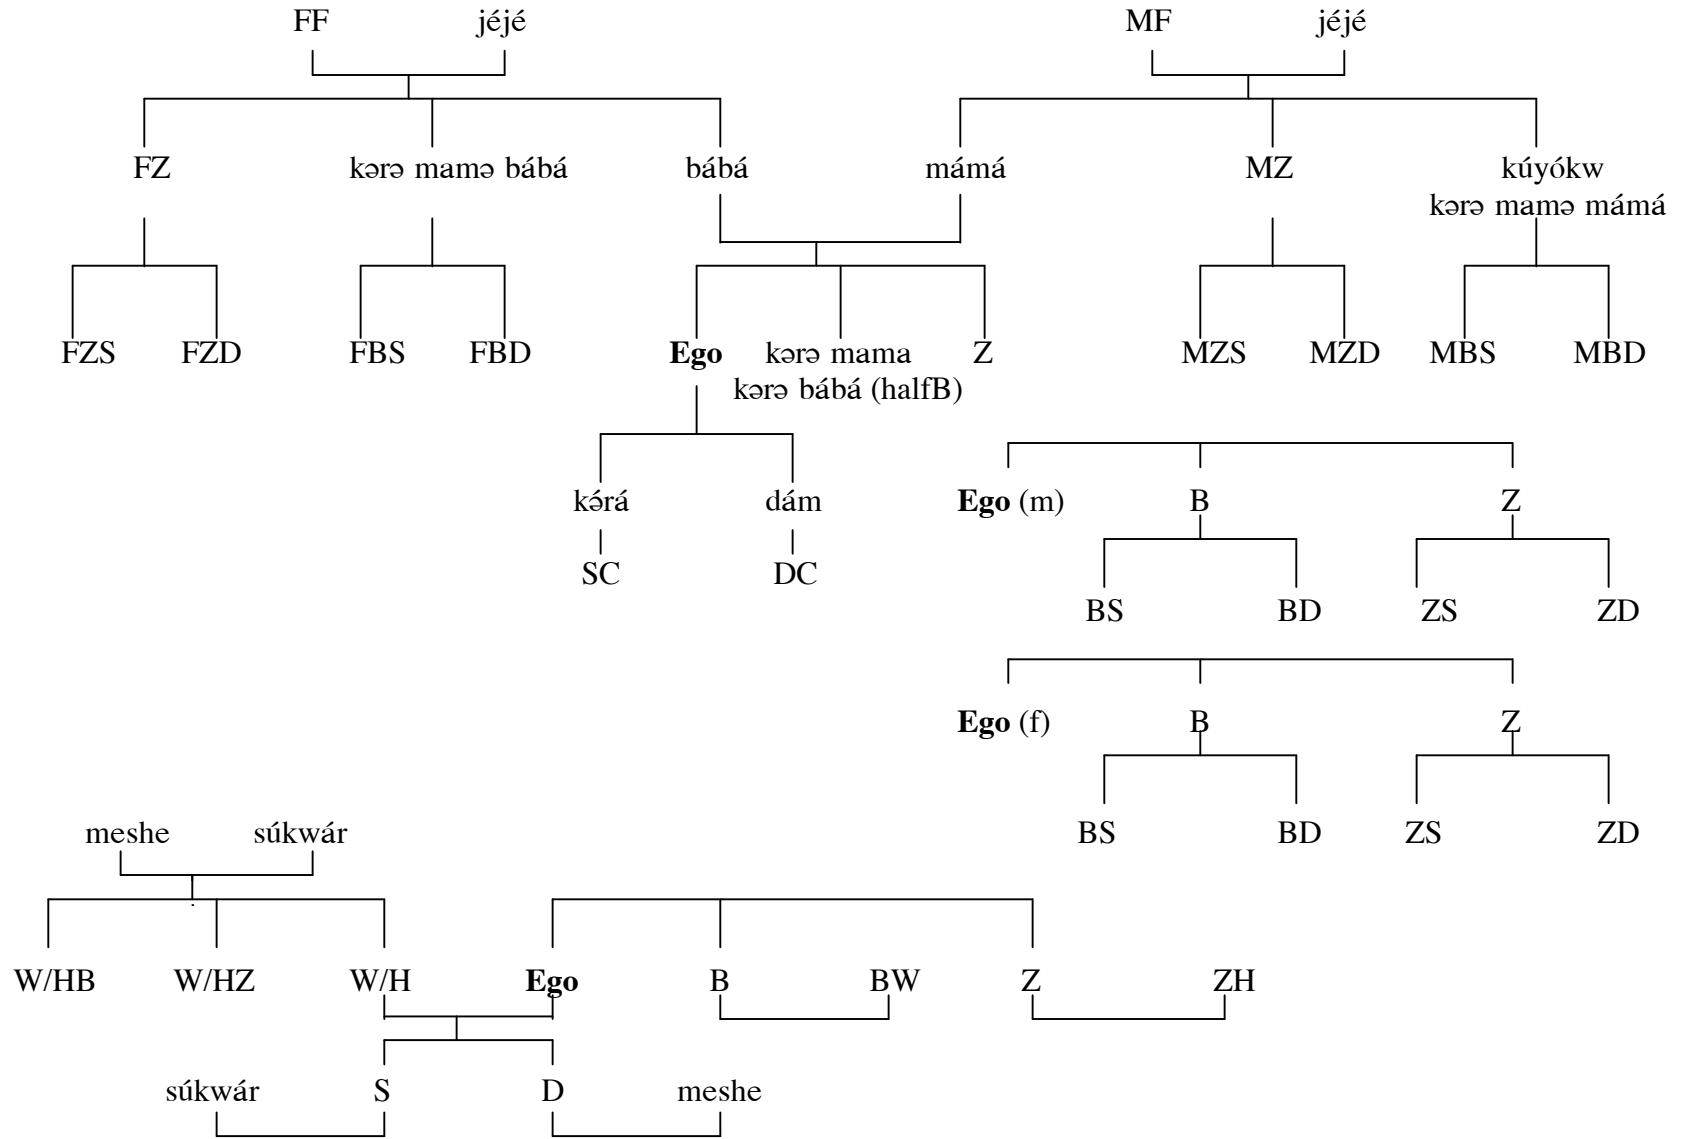 FF jéjé MF jéjé
FZ kərə mamə bábá bábá mámá MZ kúyókw
kərə mamə mámá
FZS FZD FBS FBD Ego kərə mama Z MZS MZD MBS MBD
kərə bábá (halfB)
kə́rá dám Ego (m) B Z
SC DC
BS BD ZS ZD
Ego (f) B Z
meshe súkwár BS BD ZS ZD
W/HB W/HZ W/H Ego B BW Z ZH
súkwár S D meshe